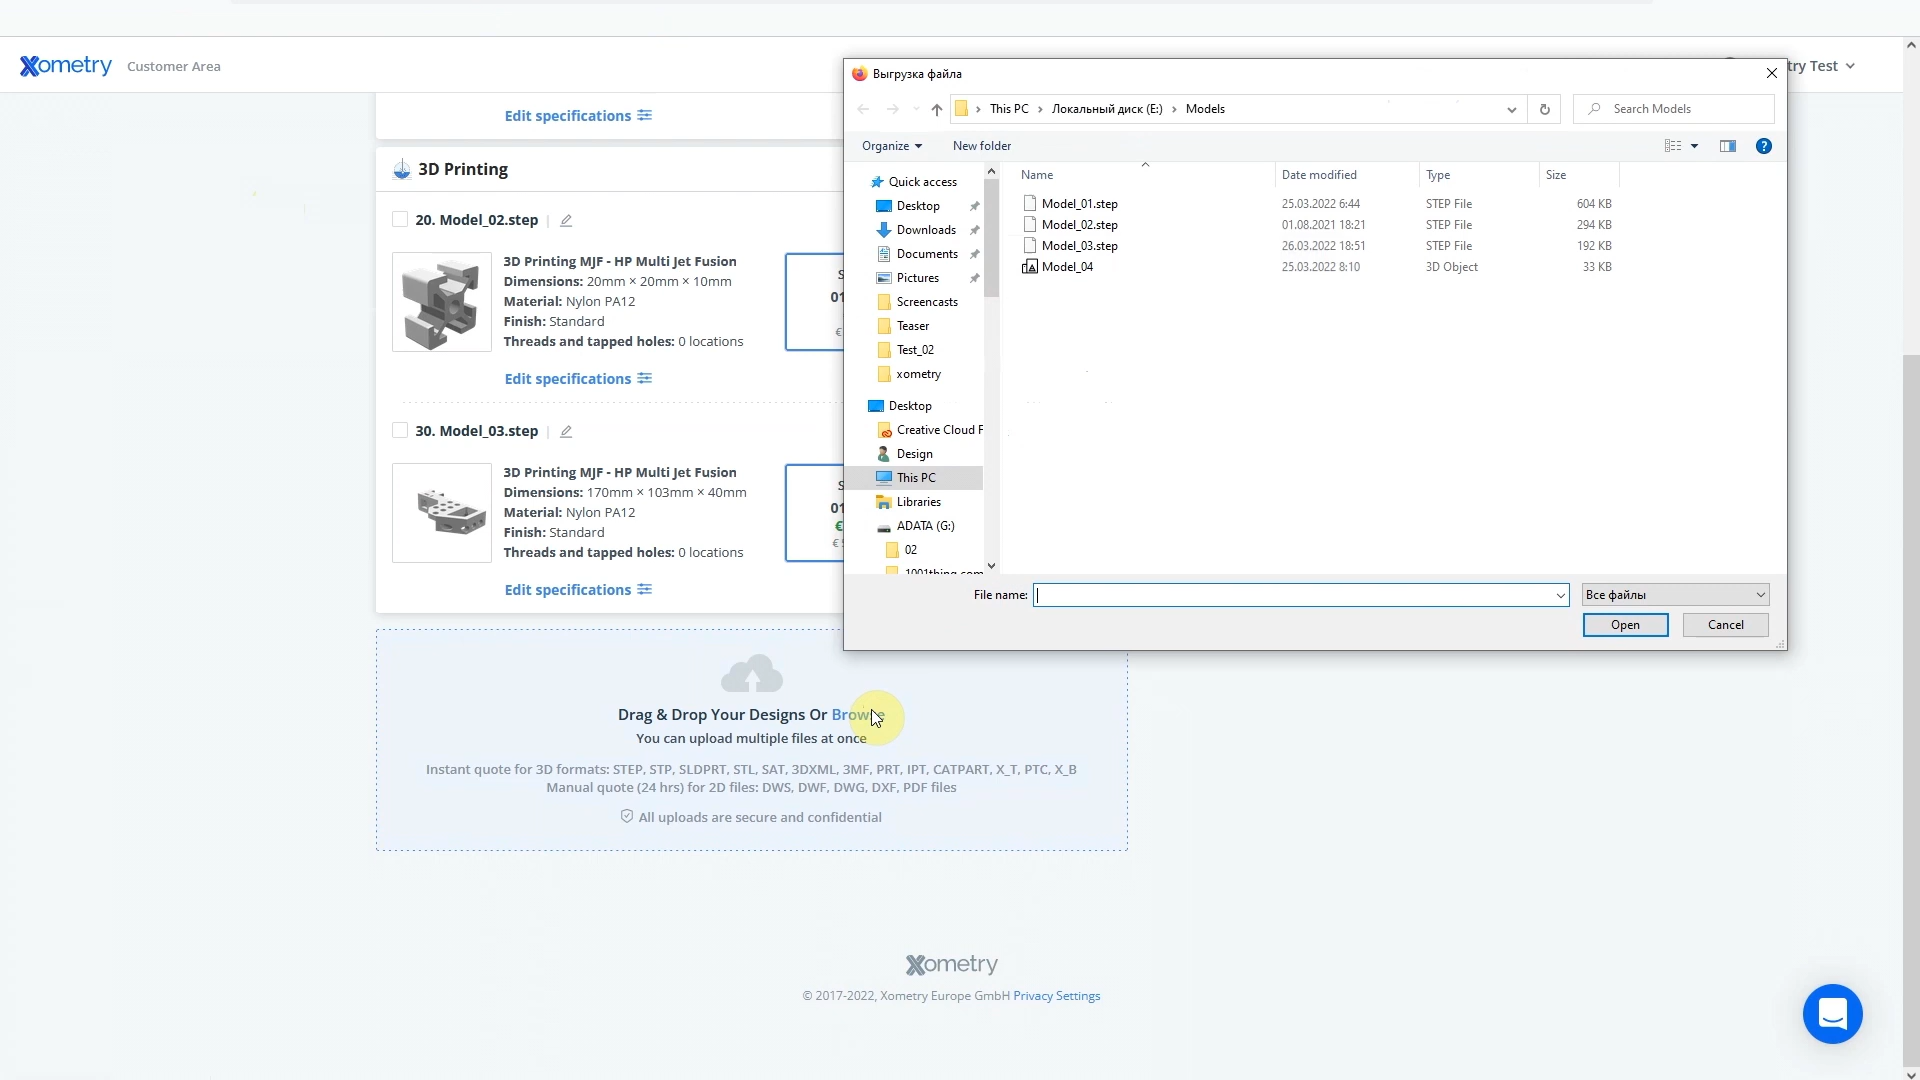 Xometry Customer Area
try Test
Edit specifications
3D Printing
20. Model_02.step
3D Printing MJF - HP Multi Jet Fusion
Dimensions: 20mm × 20mm × 10mm
Material: Nylon PA12
Finish: Standard
Threads and tapped holes: 0 locations
S
01
€
Edit specifications
30. Model_03.step
3D Printing MJF - HP Multi Jet Fusion
Dimensions: 170mm × 103mm × 40mm
Material: Nylon PA12
Finish: Standard
Threads and tapped holes: 0 locations
S
01
€
Edit specifications
Выгрузка файла
This PC › Локальный диск (E:) › Models
Search Models
Organize New folder
Quick access
Desktop
Downloads
Documents
Pictures
Screencasts
Teaser
Test_02
xometry
Desktop
Creative Cloud F
Design
This PC
Libraries
ADATA (G:)
02
1001thing.com
Name Date modified Type Size
Model_01.step 25.03.2022 6:44 STEP File 604 KB
Model_02.step 01.08.2021 18:21 STEP File 294 KB
Model_03.step 26.03.2022 18:51 STEP File 192 KB
Model_04 25.03.2022 8:10 3D Object 33 KB
File name:
Все файлы
Open Cancel
Drag & Drop Your Designs Or Browse
You can upload multiple files at once
Instant quote for 3D formats: STEP, STP, SLDPRT, STL, SAT, 3DXML, 3MF, PRT, IPT, CATPART, X_T, PTC, X_B
Manual quote (24 hrs) for 2D files: DWS, DWF, DWG, DXF, PDF files
All uploads are secure and confidential
Xometry
© 2017-2022, Xometry Europe GmbH Privacy Settings